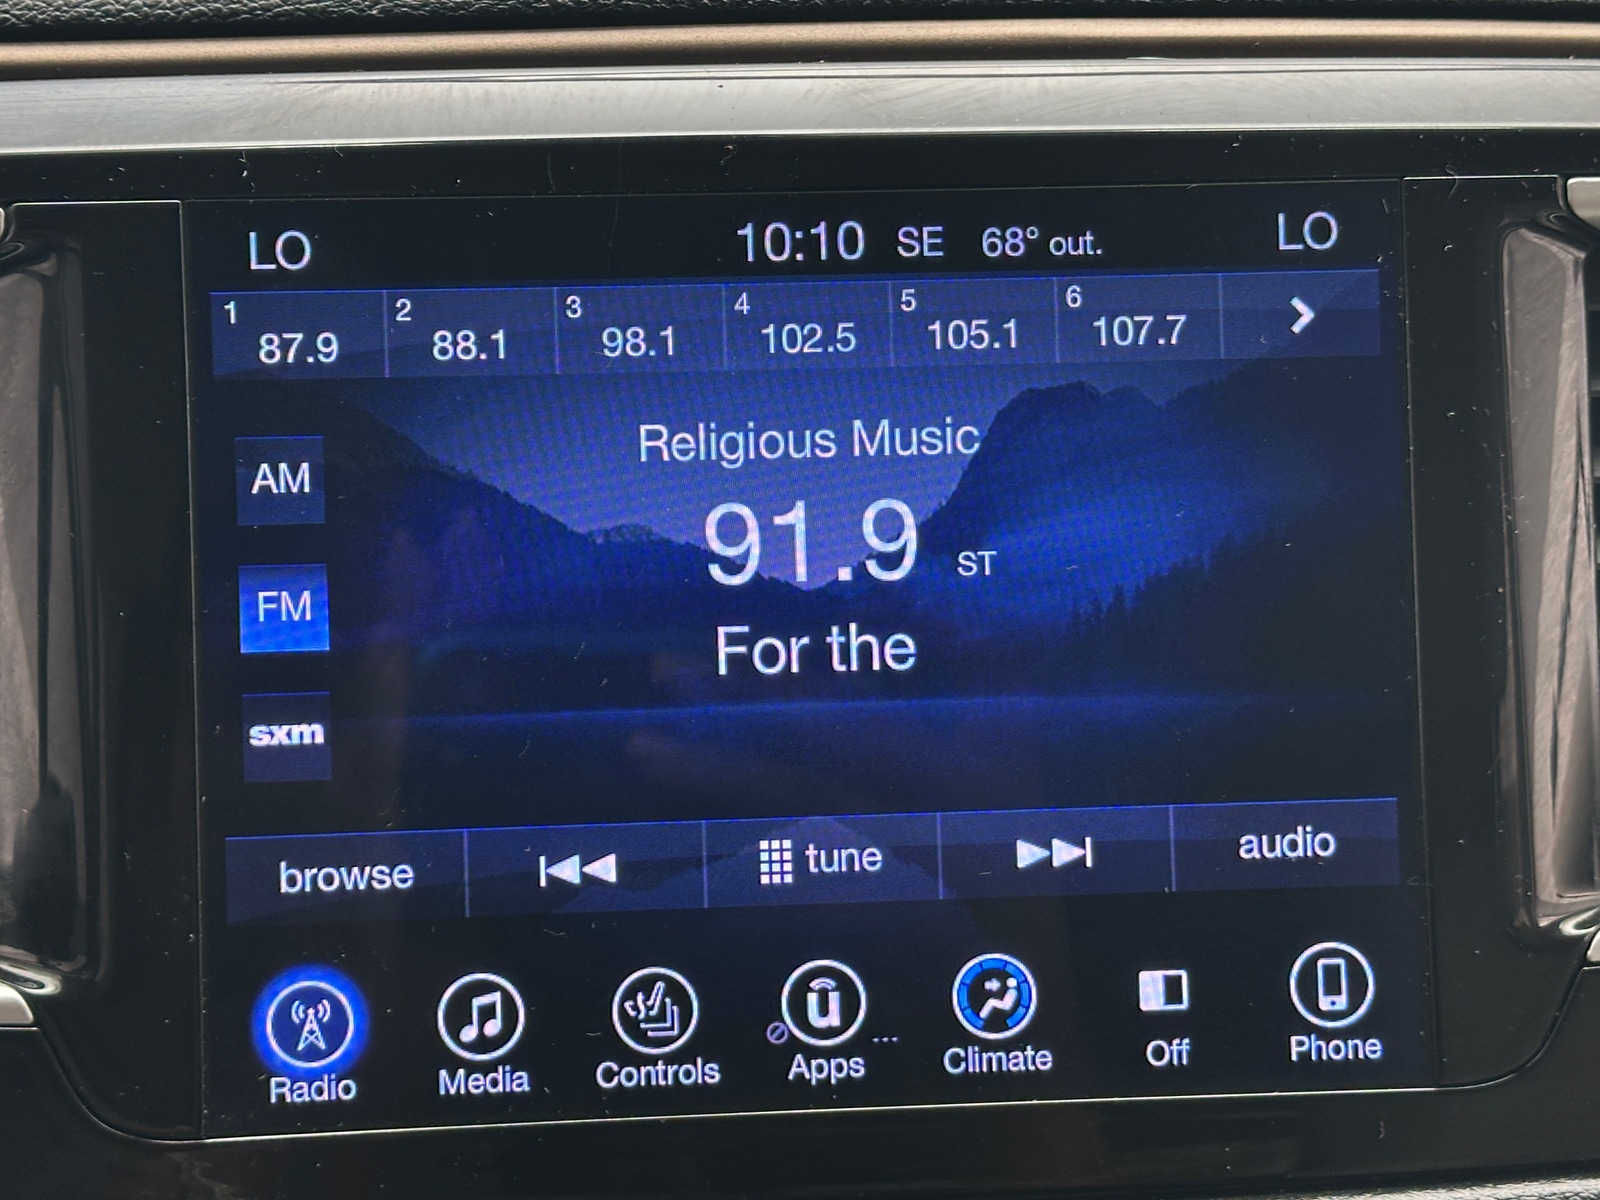 LO 10:10 SE 68° out. LO
1 2 3 4 5 6
87.9 88.1 98.1 102.5 105.1 107.7
Religious Music
AM
91.9 ST
FM
For the
sxm
browse tune audio
Radio Media Controls Apps ... Climate Off Phone